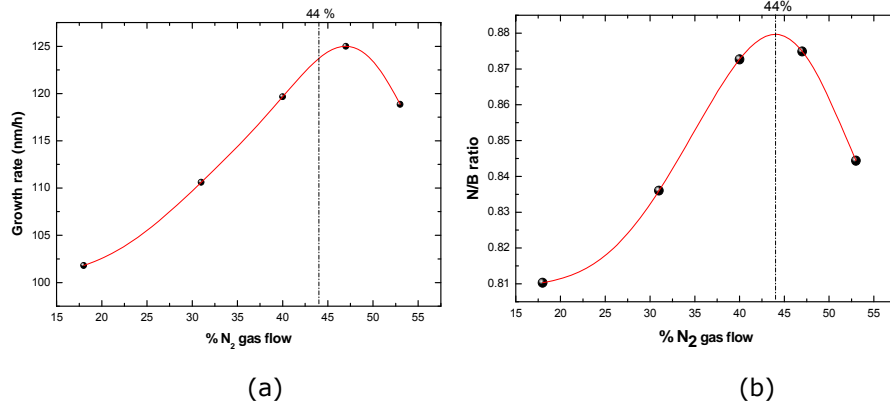 44 %
125
120
115
110
105
100
Growth rate (nm/h)
15 20 25 30 35 40 45 50 55
% N₂ gas flow
(a)
44%
0.88
0.87
0.86
0.85
0.83
0.82
0.81
N/B ratio
15 20 25 30 35 40 45 50 55
% N2 gas flow
(b)